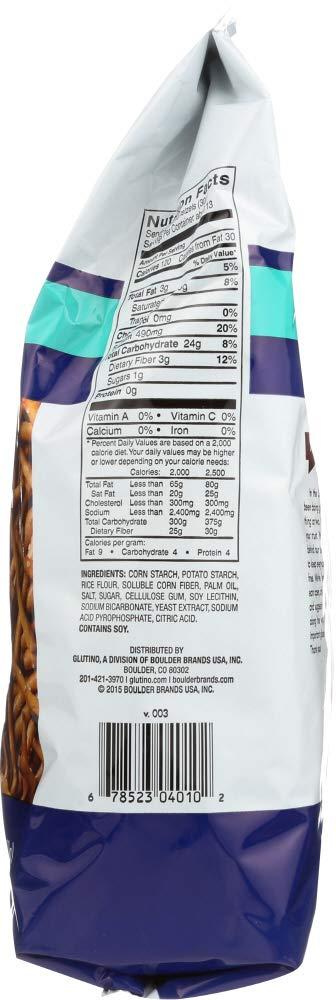 Nut on Facts
etzels (30
Per Container ab 13
Amount Per Serving
Calories 120 Calories from Fat 30
% Daily Value*
Total Fat 3g 5%
Saturated 8%
Trans 0mg 0%
490mg 20%
Total Carbohydrate 24g 8%
Dietary Fiber 3g 12%
Sugars 1g
Protein 0g
Vitamin A 0% • Vitamin C 0%
Calcium 0% • Iron 0%
* Percent Daily Values are based on a 2,000
calorie diet. Your daily values may be higher
or lower depending on your calorie needs:
Calories: 2,000 2,500
Total Fat Less than 65g 80g
Sat Fat Less than 20g 25g
Cholesterol Less than 300mg 300mg
Sodium Less than 2,400mg 2,400mg
Total Carbohydrate 300g 375g
Dietary Fiber 25g 30g
Calories per gram:
Fat 9 • Carbohydrate 4 • Protein 4
INGREDIENTS: CORN STARCH, POTATO STARCH,
RICE FLOUR, SOLUBLE CORN FIBER, PALM OIL,
SALT, SUGAR, CELLULOSE GUM, SOY LECITHIN,
SODIUM BICARBONATE, YEAST EXTRACT, SODIUM
ACID PYROPHOSPHATE, CITRIC ACID.
CONTAINS SOY.
DISTRIBUTED BY
GLUTINO, A DIVISION OF BOULDER BRANDS USA, INC.
BOULDER, CO 80302
201-421-3970 I glutino.com I boulderbrands.com
© 2015 BOULDER BRANDS USA, INC.
v. 003
6 78523 04010 2